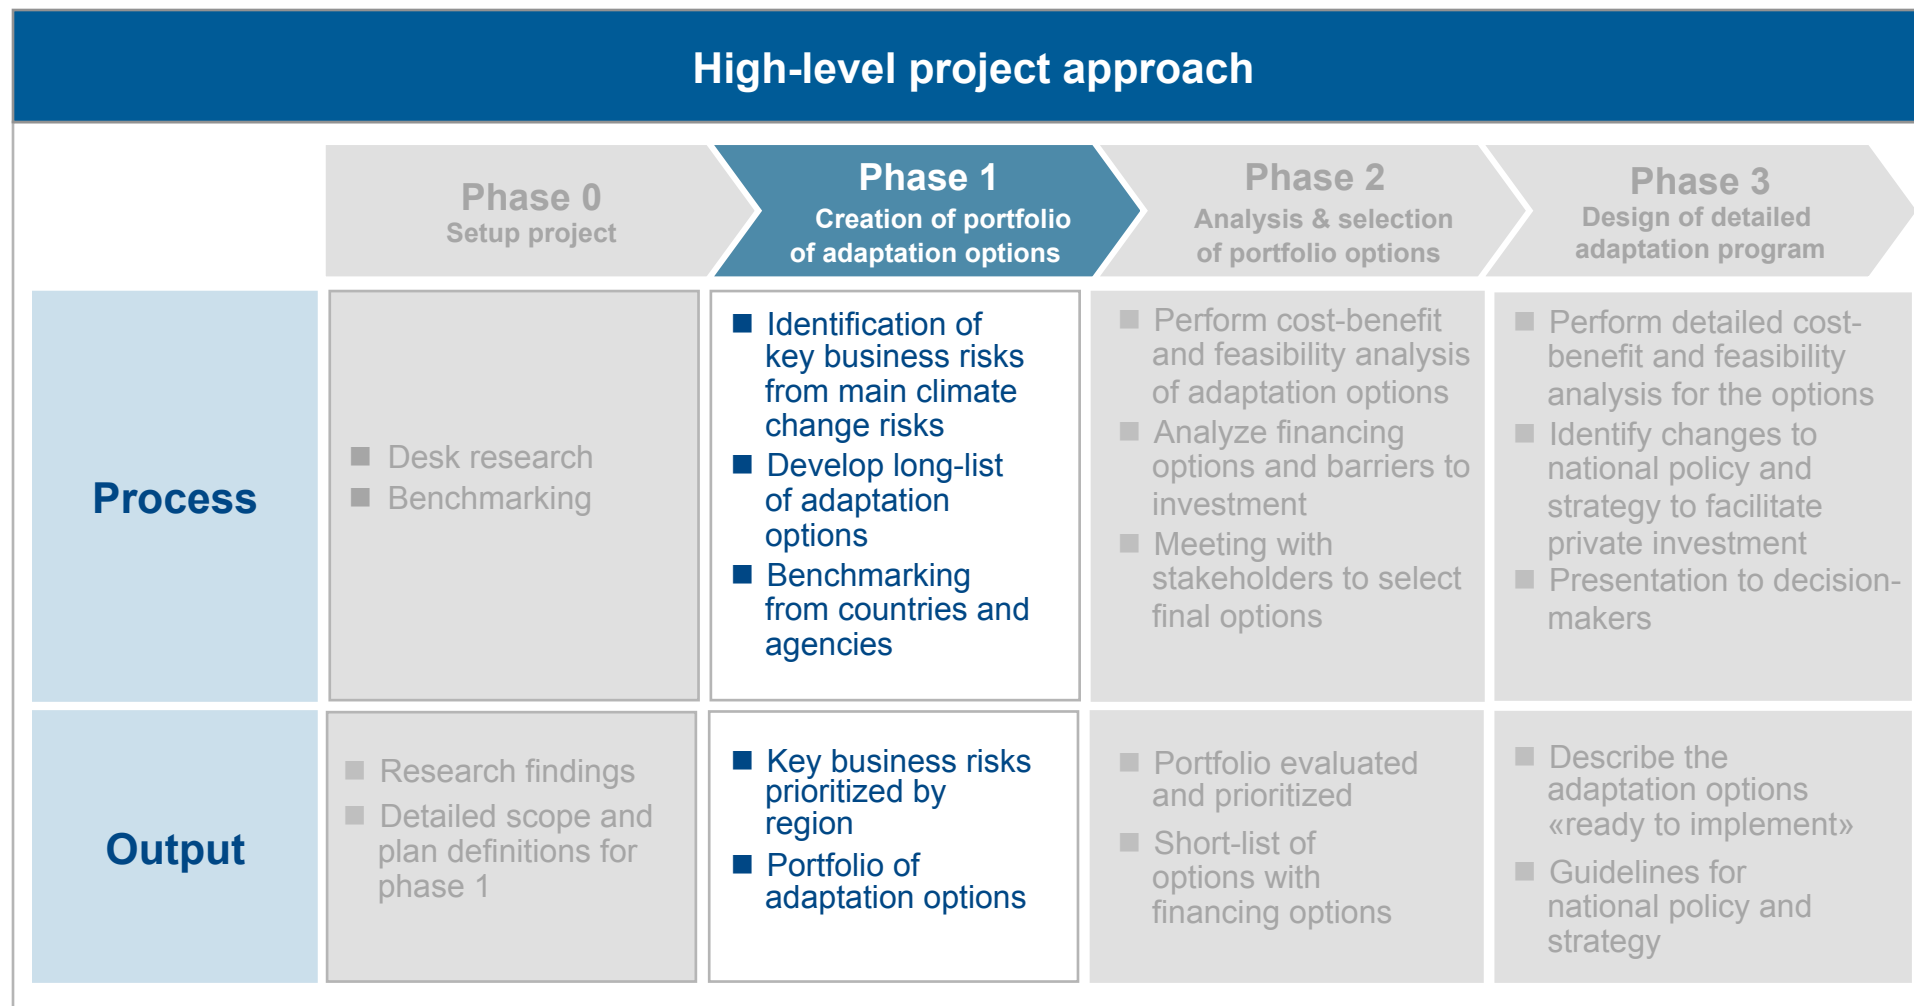 High-level project approach
Phase 0
Setup project
Phase 1
Creation of portfolio
of adaptation options
Phase 2
Analysis & selection
of portfolio options
Phase 3
Design of detailed
adaptation program
Process
■ Desk research
■ Benchmarking
■ Identification of
key business risks
from main climate
change risks
■ Develop long-list
of adaptation
options
■ Benchmarking
from countries and
agencies
■ Perform cost-benefit
and feasibility analysis
of adaptation options
■ Analyze financing
options and barriers to
investment
■ Meeting with
stakeholders to select
final options
■ Perform detailed cost-
benefit and feasibility
analysis for the options
■ Identify changes to
national policy and
strategy to facilitate
private investment
■ Presentation to decision-
makers
Output
■ Research findings
■ Detailed scope and
plan definitions for
phase 1
■ Key business risks
prioritized by
region
■ Portfolio of
adaptation options
■ Portfolio evaluated
and prioritized
■ Short-list of
options with
financing options
■ Describe the
adaptation options
«ready to implement»
■ Guidelines for
national policy and
strategy